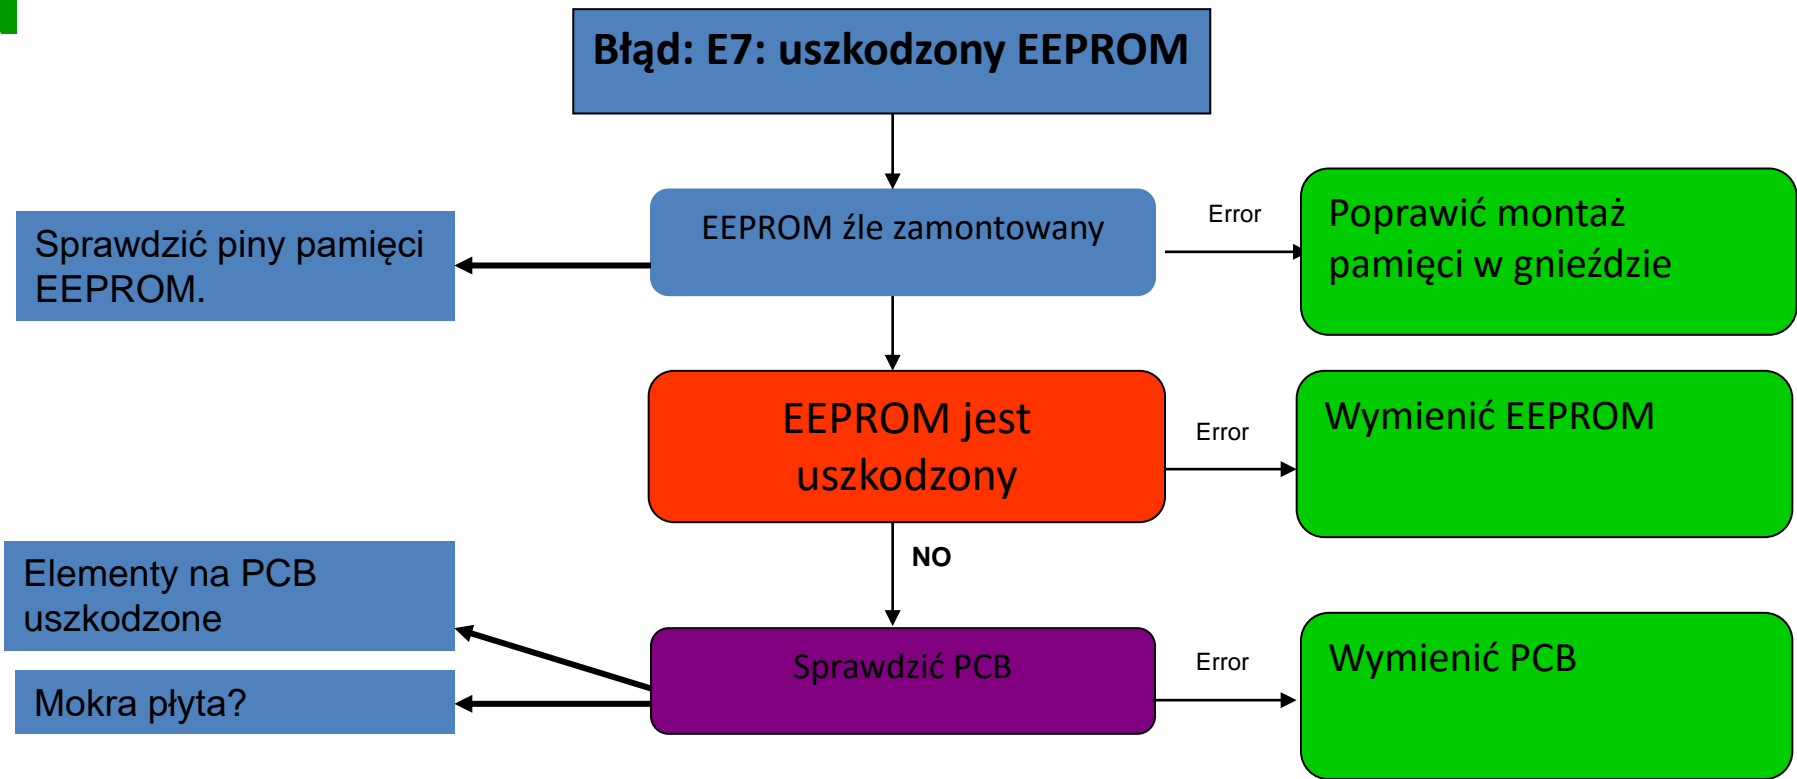 Błąd: E7: uszkodzony EEPROM
EEPROM źle zamontowany
Error
Poprawić montaż
pamięci w gnieździe
Sprawdzić piny pamięci
EEPROM.
EEPROM jest
uszkodzony
Error
Wymienić EEPROM
NO
Elementy na PCB
uszkodzone
Sprawdzić PCB
Error
Wymienić PCB
Mokra płyta?